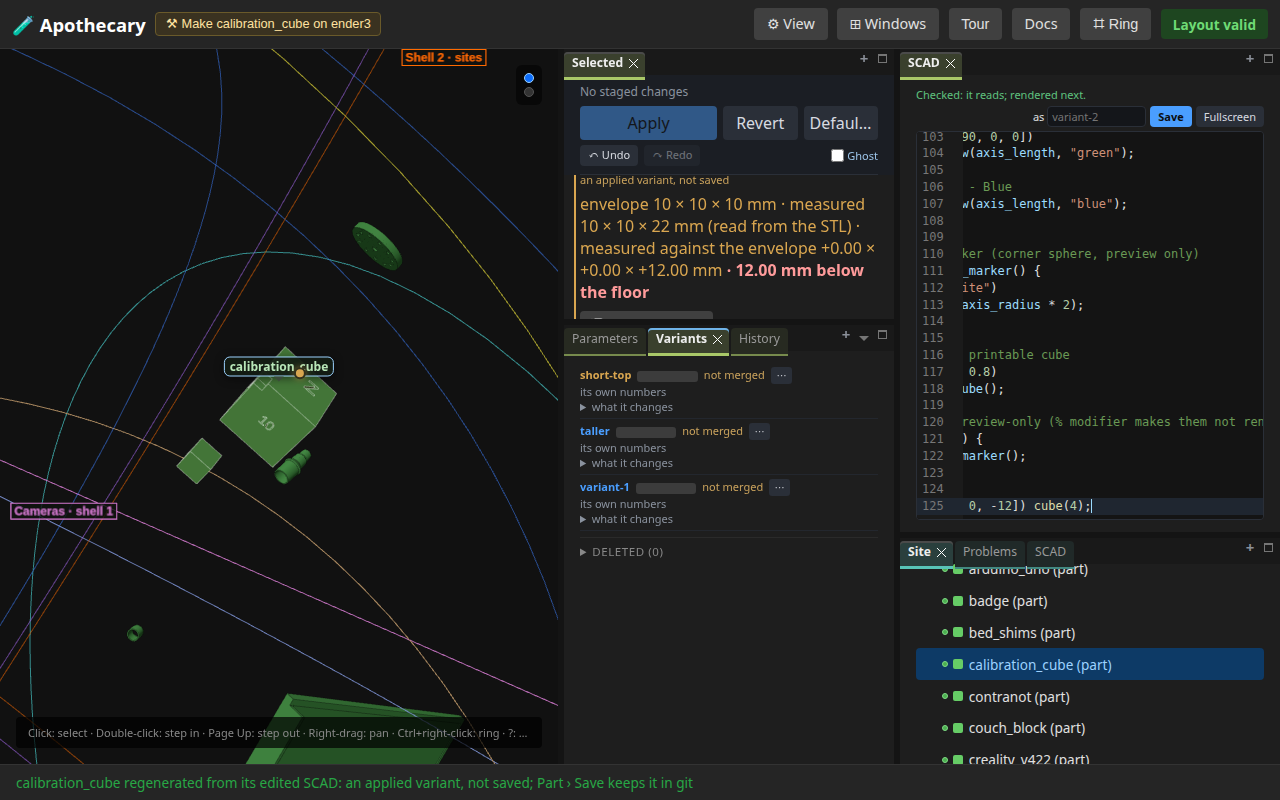 🧪 Apothecary
⚒ Make calibration_cube on ender3
⚙ View
⊞ Windows
Tour
Docs
⌗ Ring
Layout valid
Shell 2 · sites
calibration_cube
10
N
Cameras · shell 1
Click: select · Double-click: step in · Page Up: step out · Right-drag: pan · Ctrl+right-click: ring · ?: ...
Selected
No staged changes
Apply
Revert
Defaul...
↶ Undo
↷ Redo
Ghost
an applied variant, not saved
envelope 10 × 10 × 10 mm · measured
10 × 10 × 22 mm (read from the STL) ·
measured against the envelope +0.00 ×
+0.00 × +12.00 mm · 12.00 mm below
the floor
Parameters
Variants
History
short-top not merged ...
its own numbers
▶ what it changes
taller not merged ...
its own numbers
▶ what it changes
variant-1 not merged ...
its own numbers
▶ what it changes
▶ DELETED (0)
SCAD
Checked: it reads; rendered next.
as variant-2 Save Fullscreen
103 90, 0, 0])
104 w(axis_length, "green");
105
106 - Blue
107 w(axis_length, "blue");
108
109
110 ker (corner sphere, preview only)
111 _marker() {
112 ite")
113 axis_radius * 2);
114
115
116 printable cube
117 0.8)
118 ube();
119
120 review-only (% modifier makes them not ren
121 ) {
122 marker();
123
124
125 0, -12]) cube(4);
Site
Problems
SCAD
arduino_uno (part)
badge (part)
bed_shims (part)
calibration_cube (part)
contranot (part)
couch_block (part)
creality_v422 (part)
calibration_cube regenerated from its edited SCAD: an applied variant, not saved; Part › Save keeps it in git